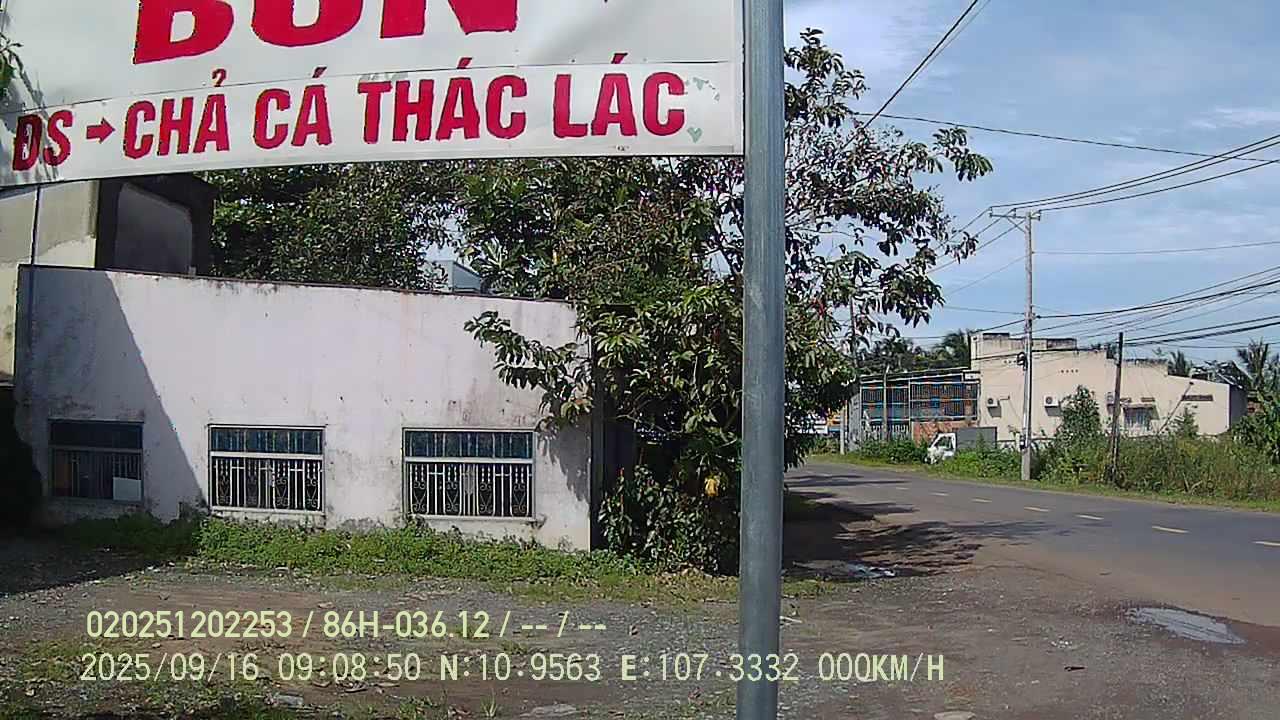 BÚN
ĐS → CHẢ CÁ THÁC LÁC
020251202253 / 86H-036.12 / -- / --
2025/09/16 09:08:50 N:10.9563 E:107.3332 000KM/H